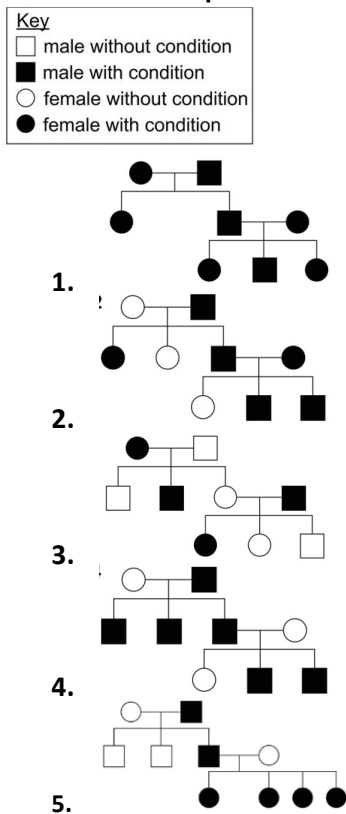 Key
male without condition
male with condition
female without condition
female with condition
1.
2.
3.
4.
5.